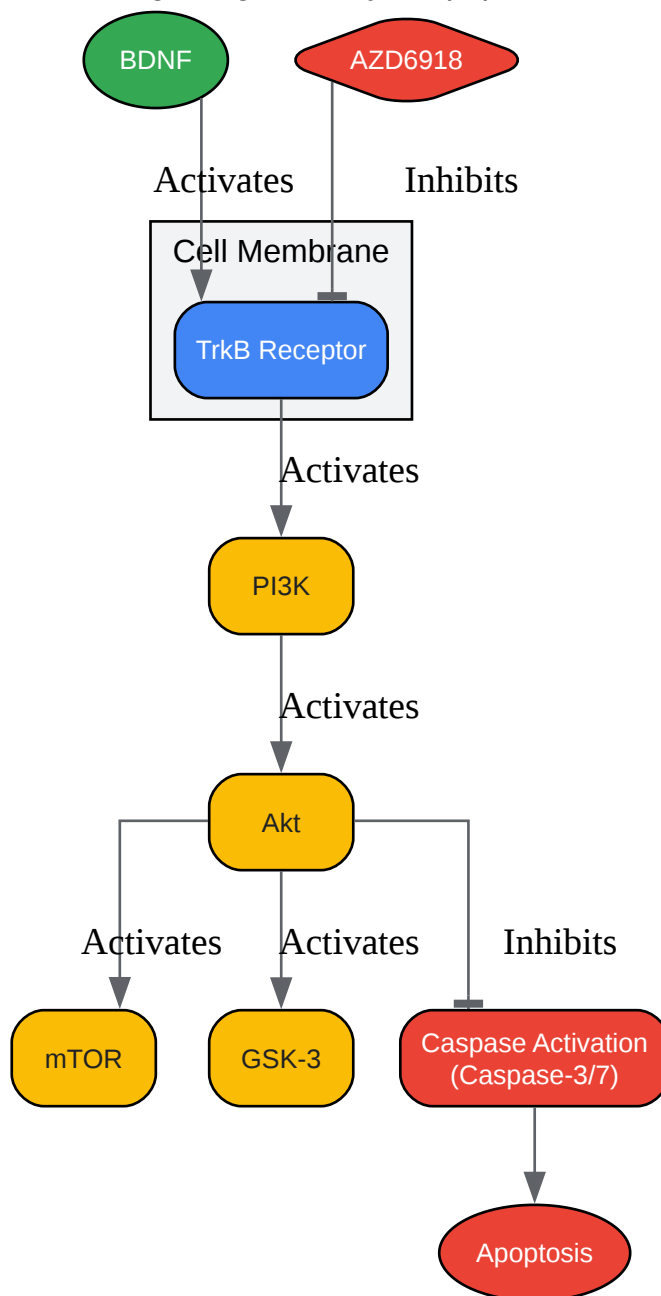 BDNF
AZD6918
Activates
Inhibits
Cell Membrane
TrkB Receptor
Activates
PI3K
Activates
Akt
Activates
Activates
Inhibits
mTOR
GSK-3
Caspase Activation
(Caspase-3/7)
Apoptosis